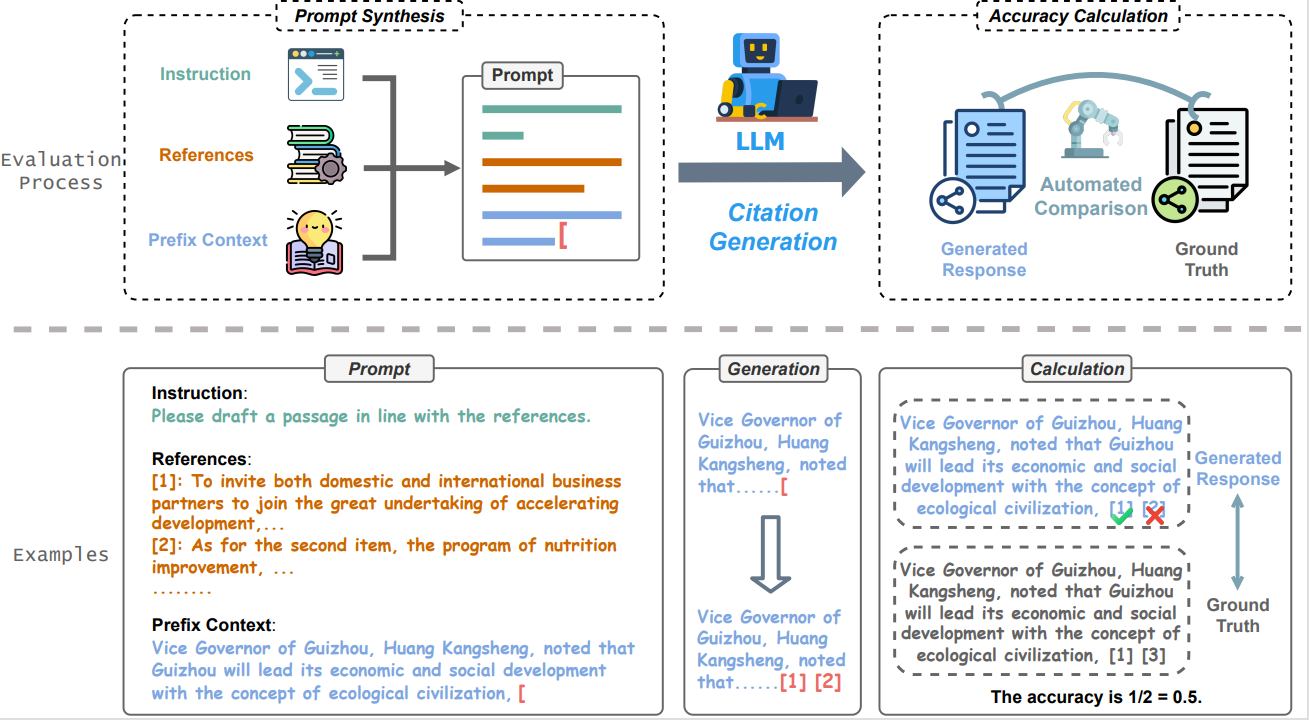 Prompt Synthesis
Accuracy Calculation
Evaluation
Process
Instruction
References
Prefix Context
Prompt
[
LLM
Citation
Generation
Automated
Comparison
Generated
Response
Ground
Truth
Examples
Prompt
Instruction:
Please draft a passage in line with the references.
References:
[1]: To invite both domestic and international business
partners to join the great undertaking of accelerating
development,...
[2]: As for the second item, the program of nutrition
improvement, ...
........
Prefix Context:
Vice Governor of Guizhou, Huang Kangsheng, noted that
Guizhou will lead its economic and social development
with the concept of ecological civilization, [
Generation
Vice Governor of
Guizhou, Huang
Kangsheng, noted
that......[
Vice Governor of
Guizhou, Huang
Kangsheng, noted
that......[1] [2]
Calculation
Vice Governor of Guizhou, Huang
Kangsheng, noted that Guizhou
will lead its economic and social
development with the concept of
ecological civilization, [1] [2]
Generated
Response
Vice Governor of Guizhou, Huang
Kangsheng, noted that Guizhou
will lead its economic and social
development with the concept of
ecological civilization, [1] [3]
Ground
Truth
The accuracy is 1/2 = 0.5.